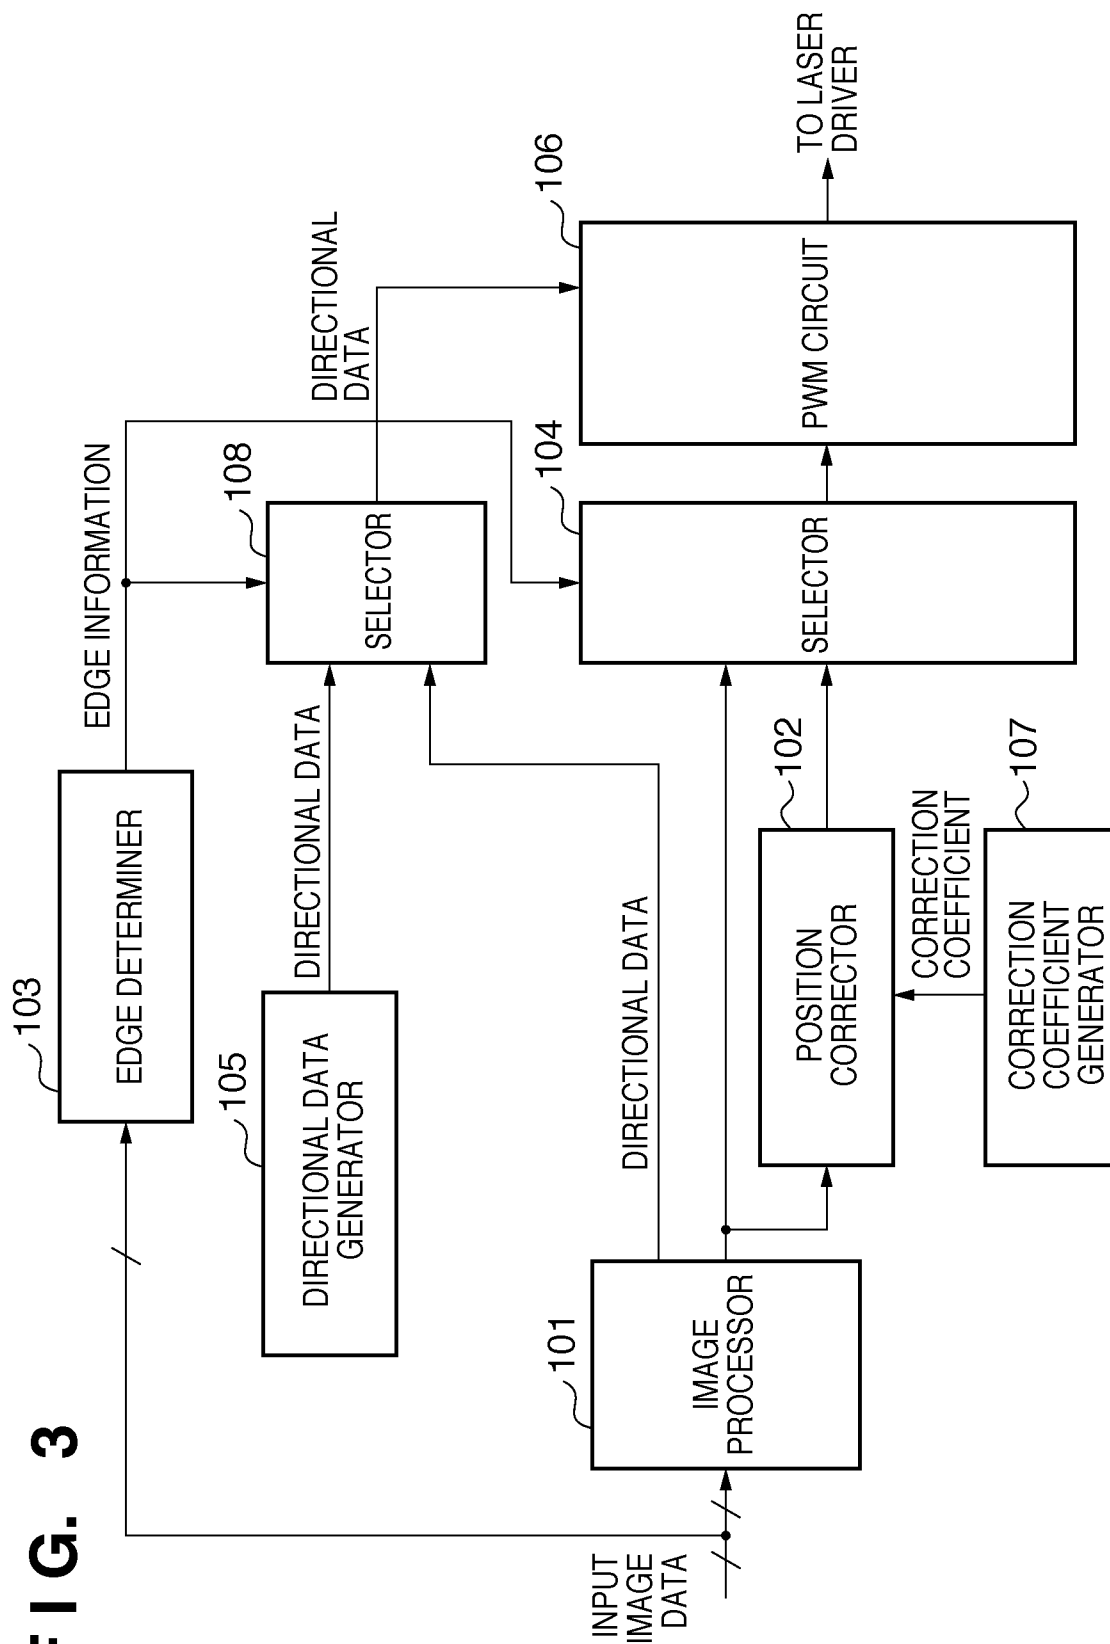 FIG. 3
INPUT
IMAGE
DATA
101
IMAGE
PROCESSOR
103
EDGE DETERMINER
EDGE INFORMATION
105
DIRECTIONAL DATA
GENERATOR
DIRECTIONAL DATA
DIRECTIONAL DATA
108
SELECTOR
DIRECTIONAL
DATA
102
POSITION
CORRECTOR
CORRECTION
COEFFICIENT
107
CORRECTION
COEFFICIENT
GENERATOR
104
SELECTOR
106
PWM CIRCUIT
TO LASER
DRIVER